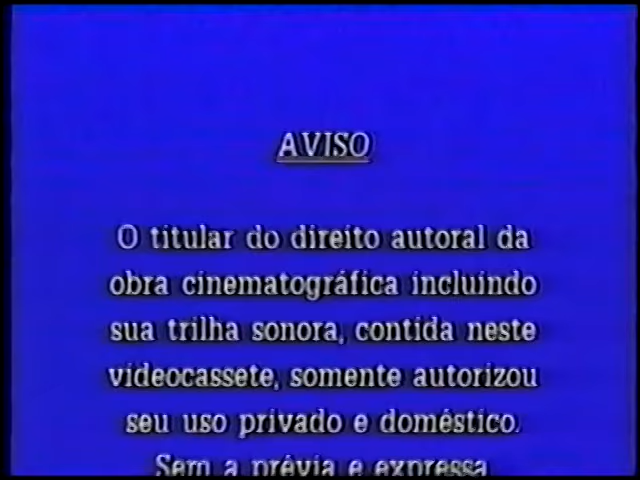 AVISO
O titular do direito autoral da
obra cinematográfica incluindo
sua trilha sonora, contida neste
videocassete, somente autorizou
seu uso privado e doméstico.
Sem a prévia e expressa